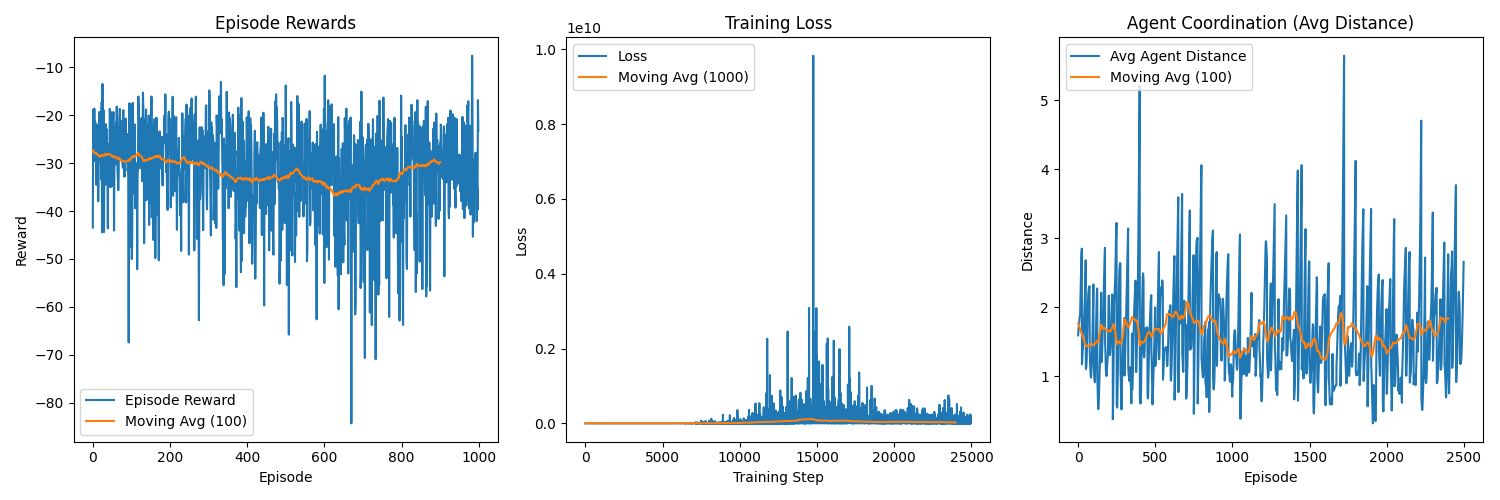 Episode Rewards
Reward
−10
−20
−30
−40
−50
−60
−70
−80
Episode Reward
Moving Avg (100)
0
200
400
600
800
1000
Episode
Training Loss
1e10
Loss
1.0
0.8
0.6
0.4
0.2
0.0
Loss
Moving Avg (1000)
0
5000
10000
15000
20000
25000
Training Step
Agent Coordination (Avg Distance)
Distance
5
4
3
2
1
Avg Agent Distance
Moving Avg (100)
0
500
1000
1500
2000
2500
Episode